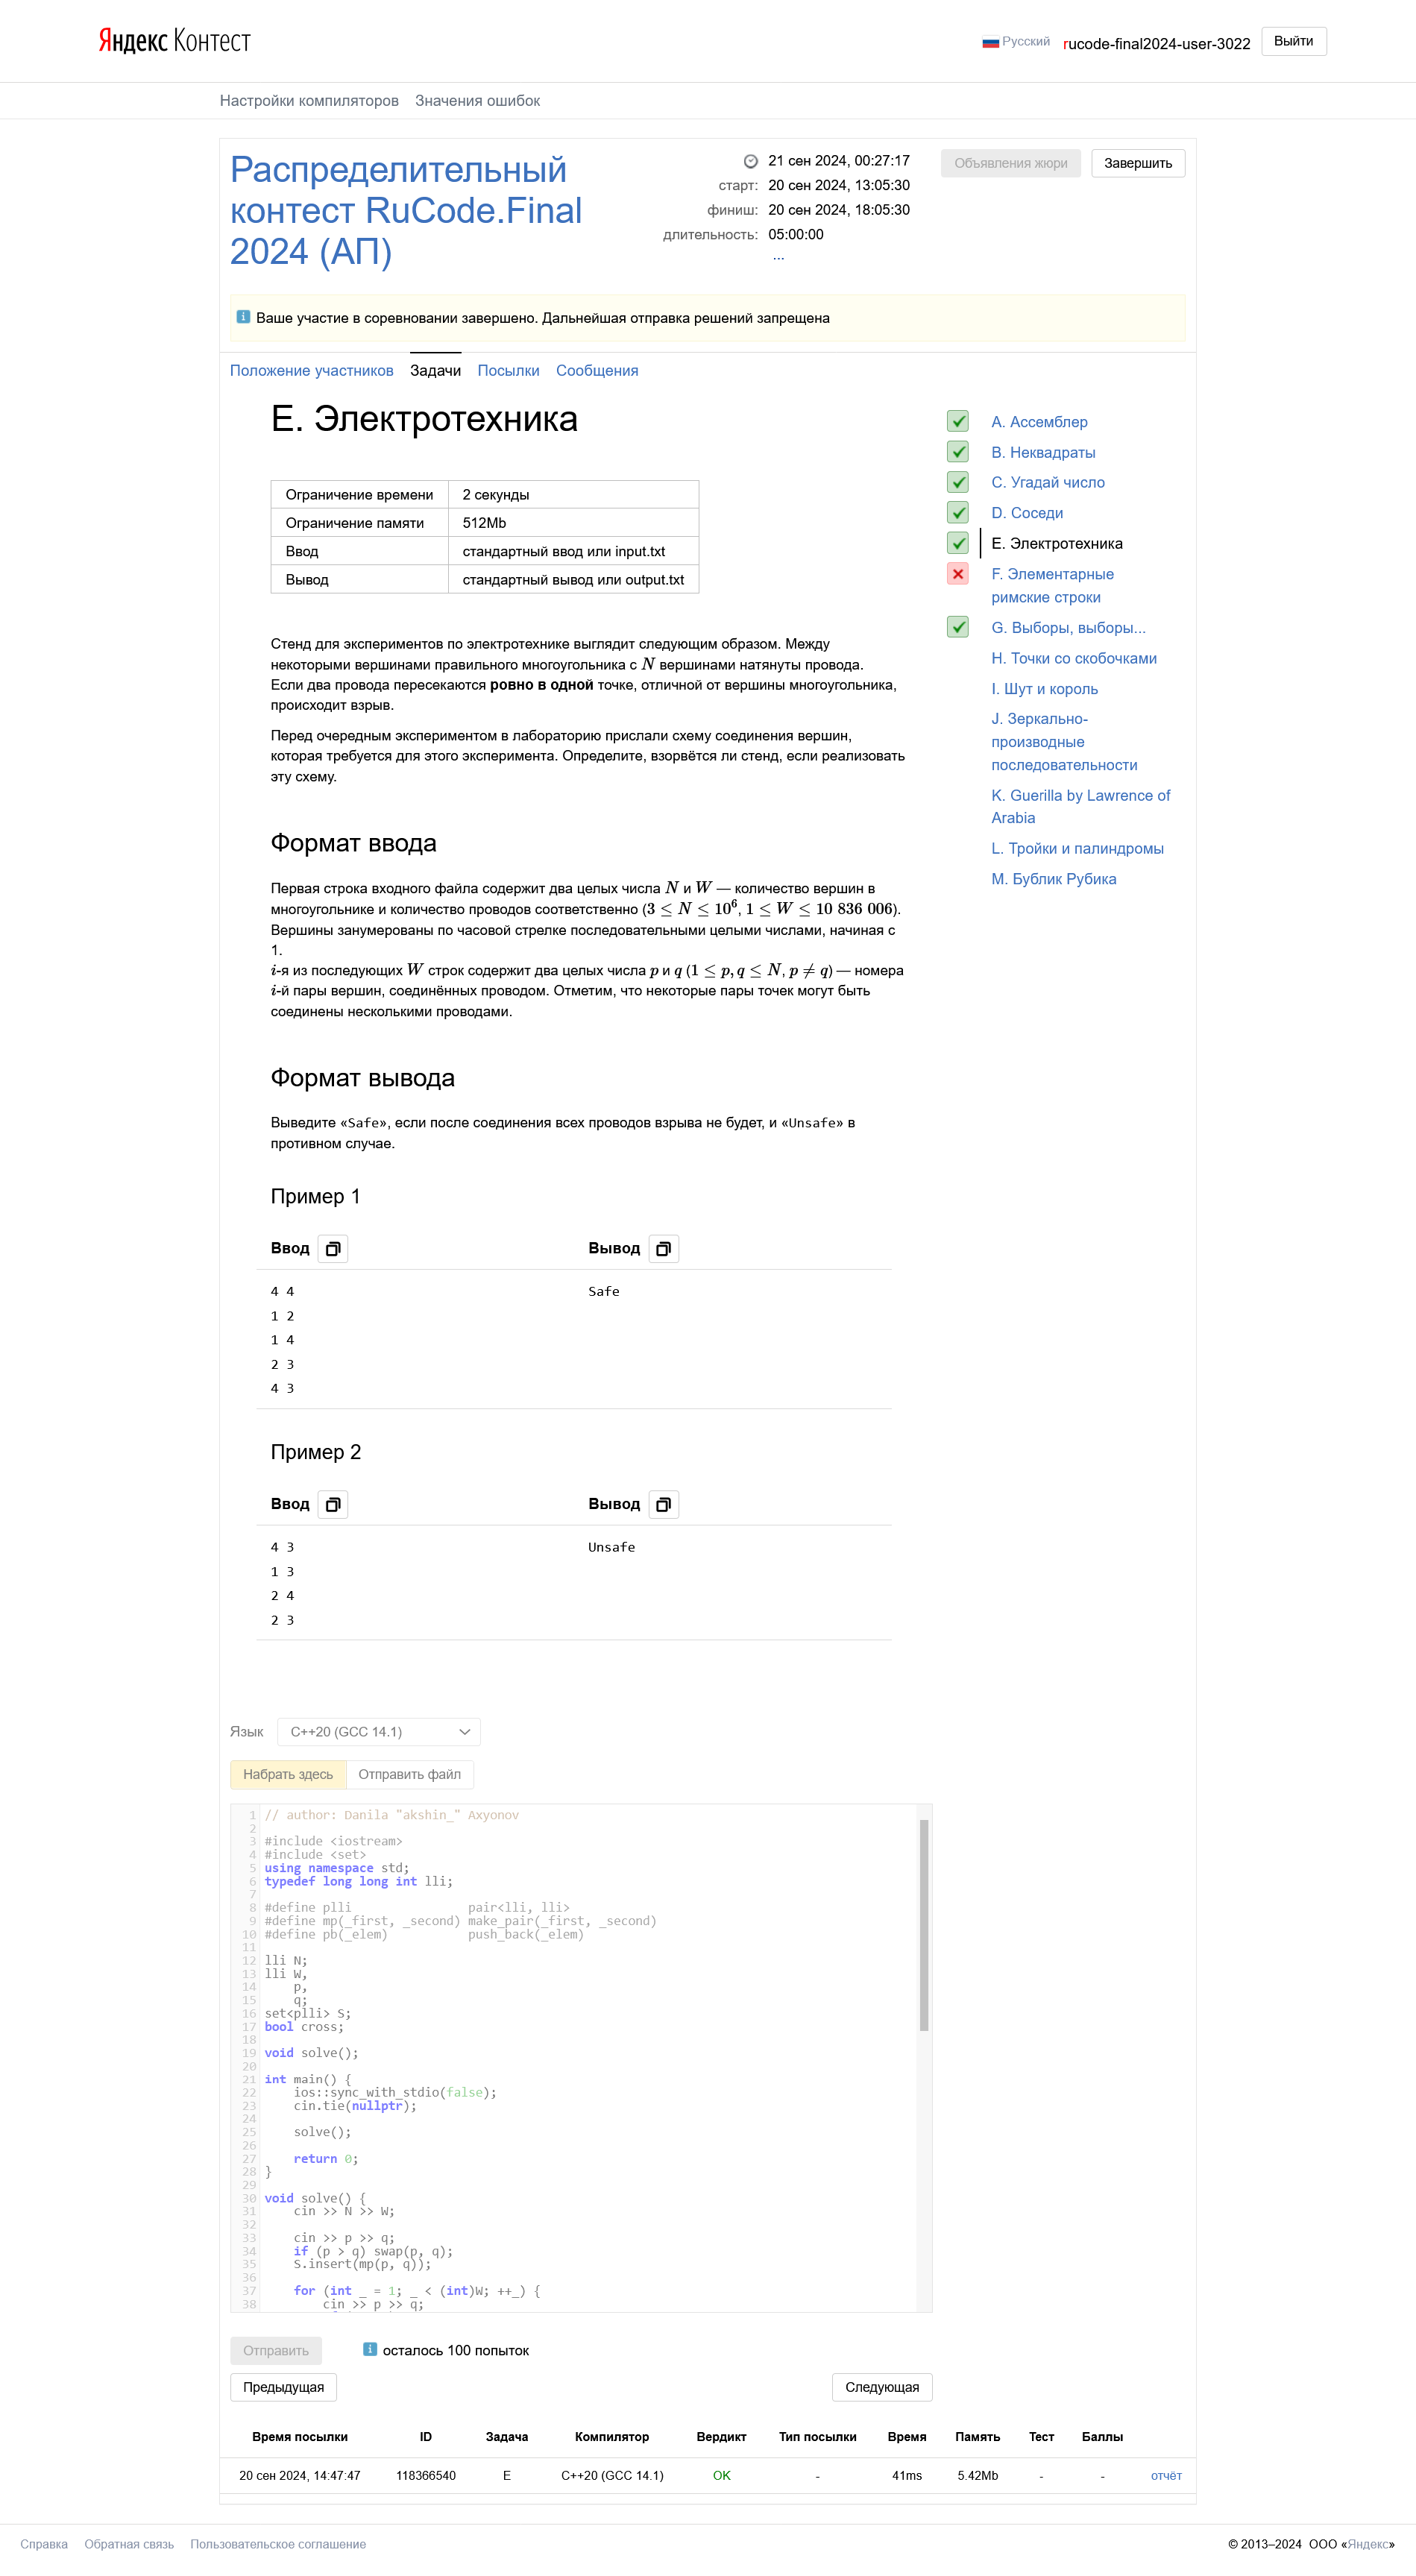 Яндекс Контест
Русский
rucode-final2024-user-3022
Выйти
Настройки компиляторов
Значения ошибок
Распределительный
контест RuCode.Final
2024 (АП)
21 сен 2024, 00:27:17
старт: 20 сен 2024, 13:05:30
финиш: 20 сен 2024, 18:05:30
длительность: 05:00:00
...
Объявления жюри
Завершить
Ваше участие в соревновании завершено. Дальнейшая отправка решений запрещена
Положение участников
Задачи
Посылки
Сообщения
E. Электротехника
Ограничение времени 2 секунды
Ограничение памяти 512Mb
Ввод стандартный ввод или input.txt
Вывод стандартный вывод или output.txt
Стенд для экспериментов по электротехнике выглядит следующим образом. Между
некоторыми вершинами правильного многоугольника с N вершинами натянуты провода.
Если два провода пересекаются ровно в одной точке, отличной от вершины многоугольника,
происходит взрыв.
Перед очередным экспериментом в лабораторию прислали схему соединения вершин,
которая требуется для этого эксперимента. Определите, взорвётся ли стенд, если реализовать
эту схему.
Формат ввода
Первая строка входного файла содержит два целых числа N и W — количество вершин в
многоугольнике и количество проводов соответственно (3 ≤ N ≤ 10^6, 1 ≤ W ≤ 10 836 006).
Вершины занумерованы по часовой стрелке последовательными целыми числами, начиная с
1.
i-я из последующих W строк содержит два целых числа p и q (1 ≤ p, q ≤ N, p ≠ q) — номера
i-й пары вершин, соединённых проводом. Отметим, что некоторые пары точек могут быть
соединены несколькими проводами.
Формат вывода
Выведите «Safe», если после соединения всех проводов взрыва не будет, и «Unsafe» в
противном случае.
Пример 1
Ввод
Вывод
4 4
1 2
1 4
2 3
4 3
Safe
Пример 2
Ввод
Вывод
4 3
1 3
2 4
2 3
Unsafe
A. Ассемблер
B. Неквадраты
C. Угадай число
D. Соседи
E. Электротехника
F. Элементарные
римские строки
G. Выборы, выборы...
H. Точки со скобочками
I. Шут и король
J. Зеркально-
производные
последовательности
K. Guerilla by Lawrence of
Arabia
L. Тройки и палиндромы
M. Бублик Рубика
Язык C++20 (GCC 14.1)
Набрать здесь
Отправить файл
1 // author: Danila "akshin_" Axyonov
2
3 #include <iostream>
4 #include <set>
5 using namespace std;
6 typedef long long int lli;
7
8 #define plli pair<lli, lli>
9 #define mp(_first, _second) make_pair(_first, _second)
10 #define pb(_elem) push_back(_elem)
11
12 lli N;
13 lli W,
14 p,
15 q;
16 set<plli> S;
17 bool cross;
18
19 void solve();
20
21 int main() {
22 ios::sync_with_stdio(false);
23 cin.tie(nullptr);
24
25 solve();
26
27 return 0;
28 }
29
30 void solve() {
31 cin >> N >> W;
32
33 cin >> p >> q;
34 if (p > q) swap(p, q);
35 S.insert(mp(p, q));
36
37 for (int _ = 1; _ < (int)W; ++_) {
38 cin >> p >> q;
Отправить
осталось 100 попыток
Предыдущая
Следующая
Время посылки ID Задача Компилятор Вердикт Тип посылки Время Память Тест Баллы
20 сен 2024, 14:47:47 118366540 E C++20 (GCC 14.1) OK - 41ms 5.42Mb - - отчёт
Справка
Обратная связь
Пользовательское соглашение
© 2013–2024 ООО «Яндекс»